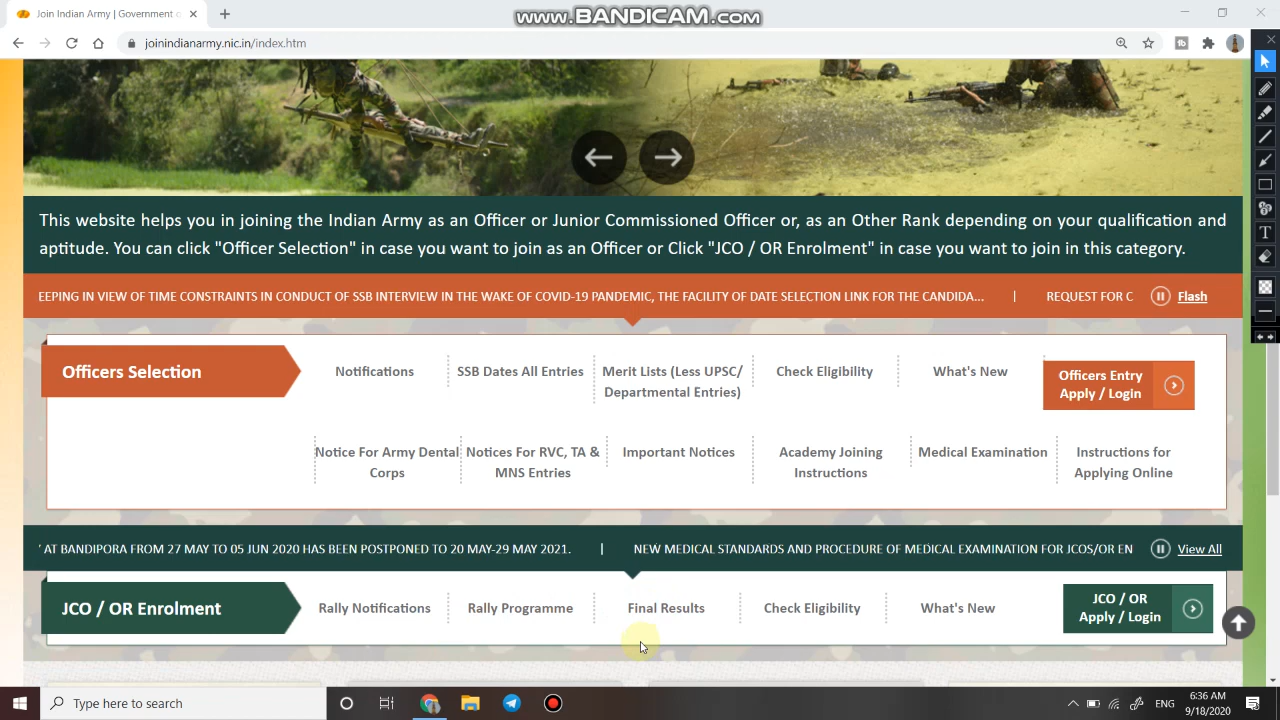 Join Indian Army | Government o
www.BANDICAM.com
joinindianarmy.nic.in/index.htm
This website helps you in joining the Indian Army as an Officer or Junior Commissioned Officer or, as an Other Rank depending on your qualification and
aptitude. You can click "Officer Selection" in case you want to join as an Officer or Click "JCO / OR Enrolment" in case you want to join in this category.
EEPING IN VIEW OF TIME CONSTRAINTS IN CONDUCT OF SSB INTERVIEW IN THE WAKE OF COVID-19 PANDEMIC, THE FACILITY OF DATE SELECTION LINK FOR THE CANDIDA... | REQUEST FOR C Flash
Officers Selection
Notifications
SSB Dates All Entries
Merit Lists (Less UPSC/
Departmental Entries)
Check Eligibility
What's New
Officers Entry
Apply / Login
Notice For Army Dental
Corps
Notices For RVC, TA &
MNS Entries
Important Notices
Academy Joining
Instructions
Medical Examination
Instructions for
Applying Online
AT BANDIPORA FROM 27 MAY TO 05 JUN 2020 HAS BEEN POSTPONED TO 20 MAY-29 MAY 2021. | NEW MEDICAL STANDARDS AND PROCEDURE OF MEDICAL EXAMINATION FOR JCOS/OR EN View All
JCO / OR Enrolment
Rally Notifications
Rally Programme
Final Results
Check Eligibility
What's New
JCO / OR
Apply / Login
Type here to search
ENG
6:36 AM
9/18/2020